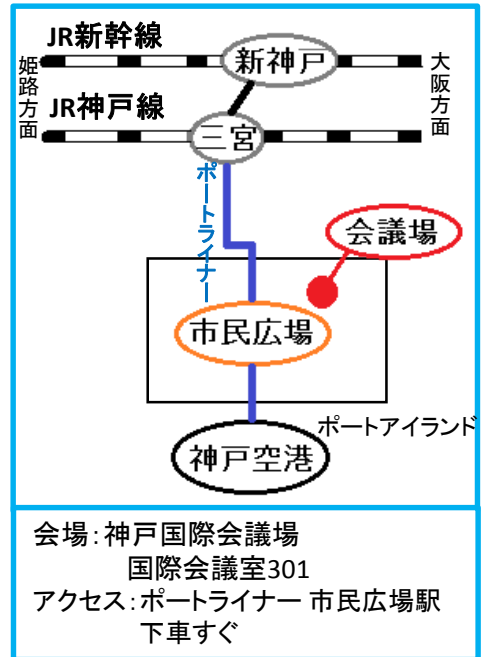 JR新幹線
新神戸
姫路方面
大阪方面
JR神戸線
三宮
ポートライナー
会議場
市民広場
ポートアイランド
神戸空港
会場:神戸国際会議場
国際会議室301
アクセス:ポートライナー 市民広場駅
下車すぐ